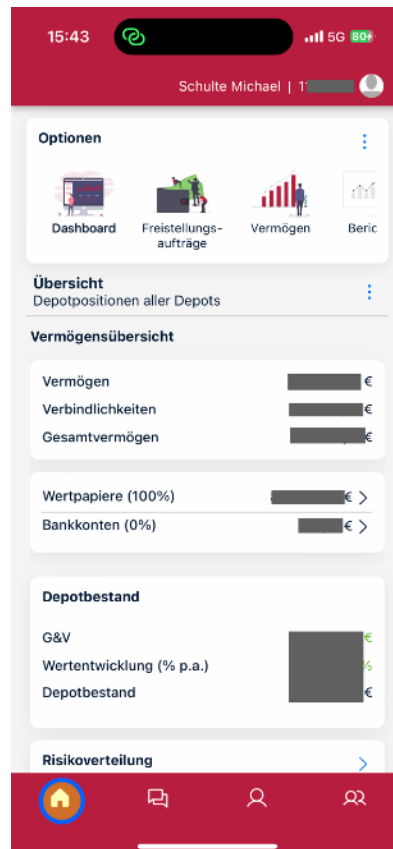 15:43
5G 80
Schulte Michael | 1
Optionen
Dashboard
Freistellungs-
aufträge
Vermögen
Beric
Übersicht
Depotpositionen aller Depots
Vermögensübersicht
Vermögen €
Verbindlichkeiten €
Gesamtvermögen €
Wertpapiere (100%) €
Bankkonten (0%) €
Depotbestand
G&V €
Wertentwicklung (% p.a.) %
Depotbestand €
Risikoverteilung